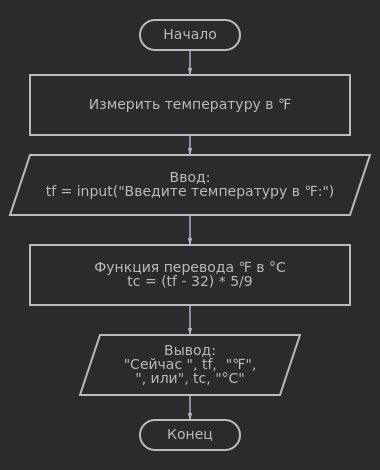 Начало
Измерить температуру в °F
Ввод:
tf = input("Введите температуру в °F:")
Функция перевода °F в °C
tc = (tf - 32) * 5/9
Вывод:
"Сейчас ", tf,  "°F",
", или", tc, "°C"
Конец